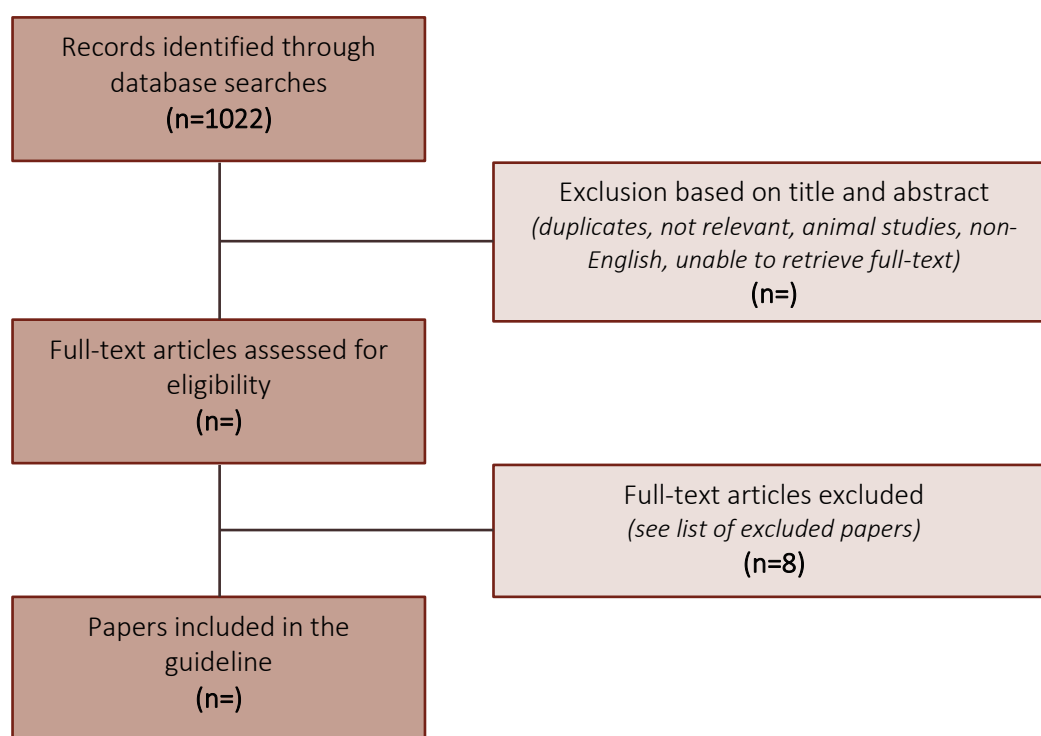 Records identified through
database searches
(n=1022)
Exclusion based on title and abstract
(duplicates, not relevant, animal studies, non-
English, unable to retrieve full-text)
(n=)
Full-text articles assessed for
eligibility
(n=)
Full-text articles excluded
(see list of excluded papers)
(n=8)
Papers included in the
guideline
(n=)